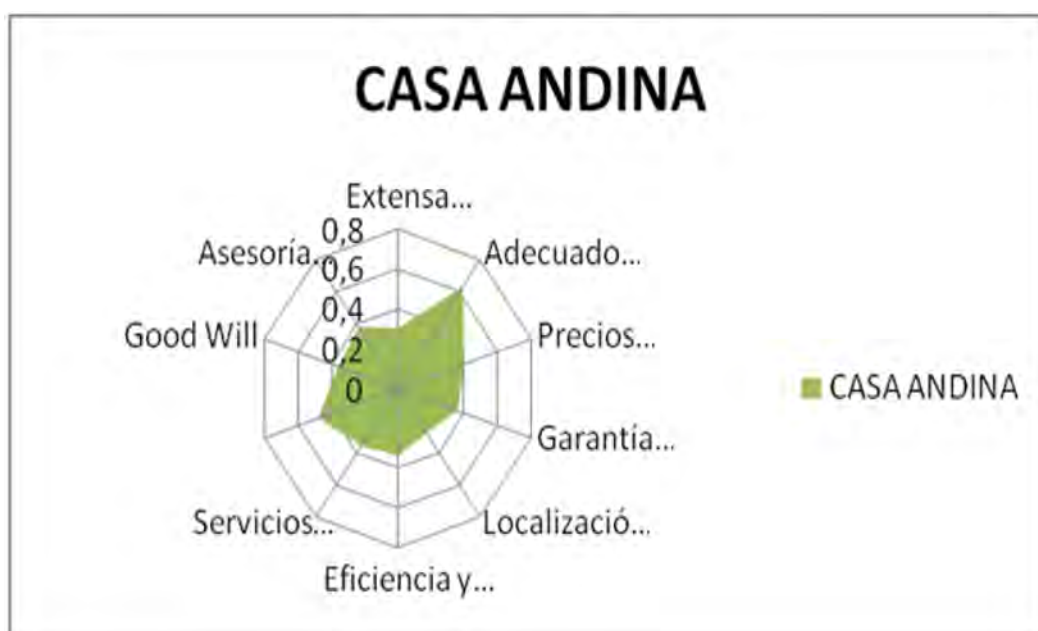 CASA ANDINA
Extensa...
0,8
Asesoría...
Adecuado...
0,6
0,4
Good Will
Precios...
0,2
0
CASA ANDINA
Garantía...
Servicios...
Localizació...
Eficiencia y...